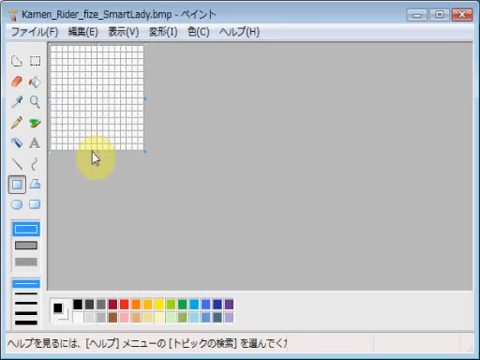 Kamen_Rider_fize_SmartLady.bmp - ペイント
ファイル(F) 編集(E) 表示(V) 変形(I) 色(C) ヘルプ(H)
A
ヘルプを見るには、[ヘルプ] メニューの [トピックの検索] を選んでくだ